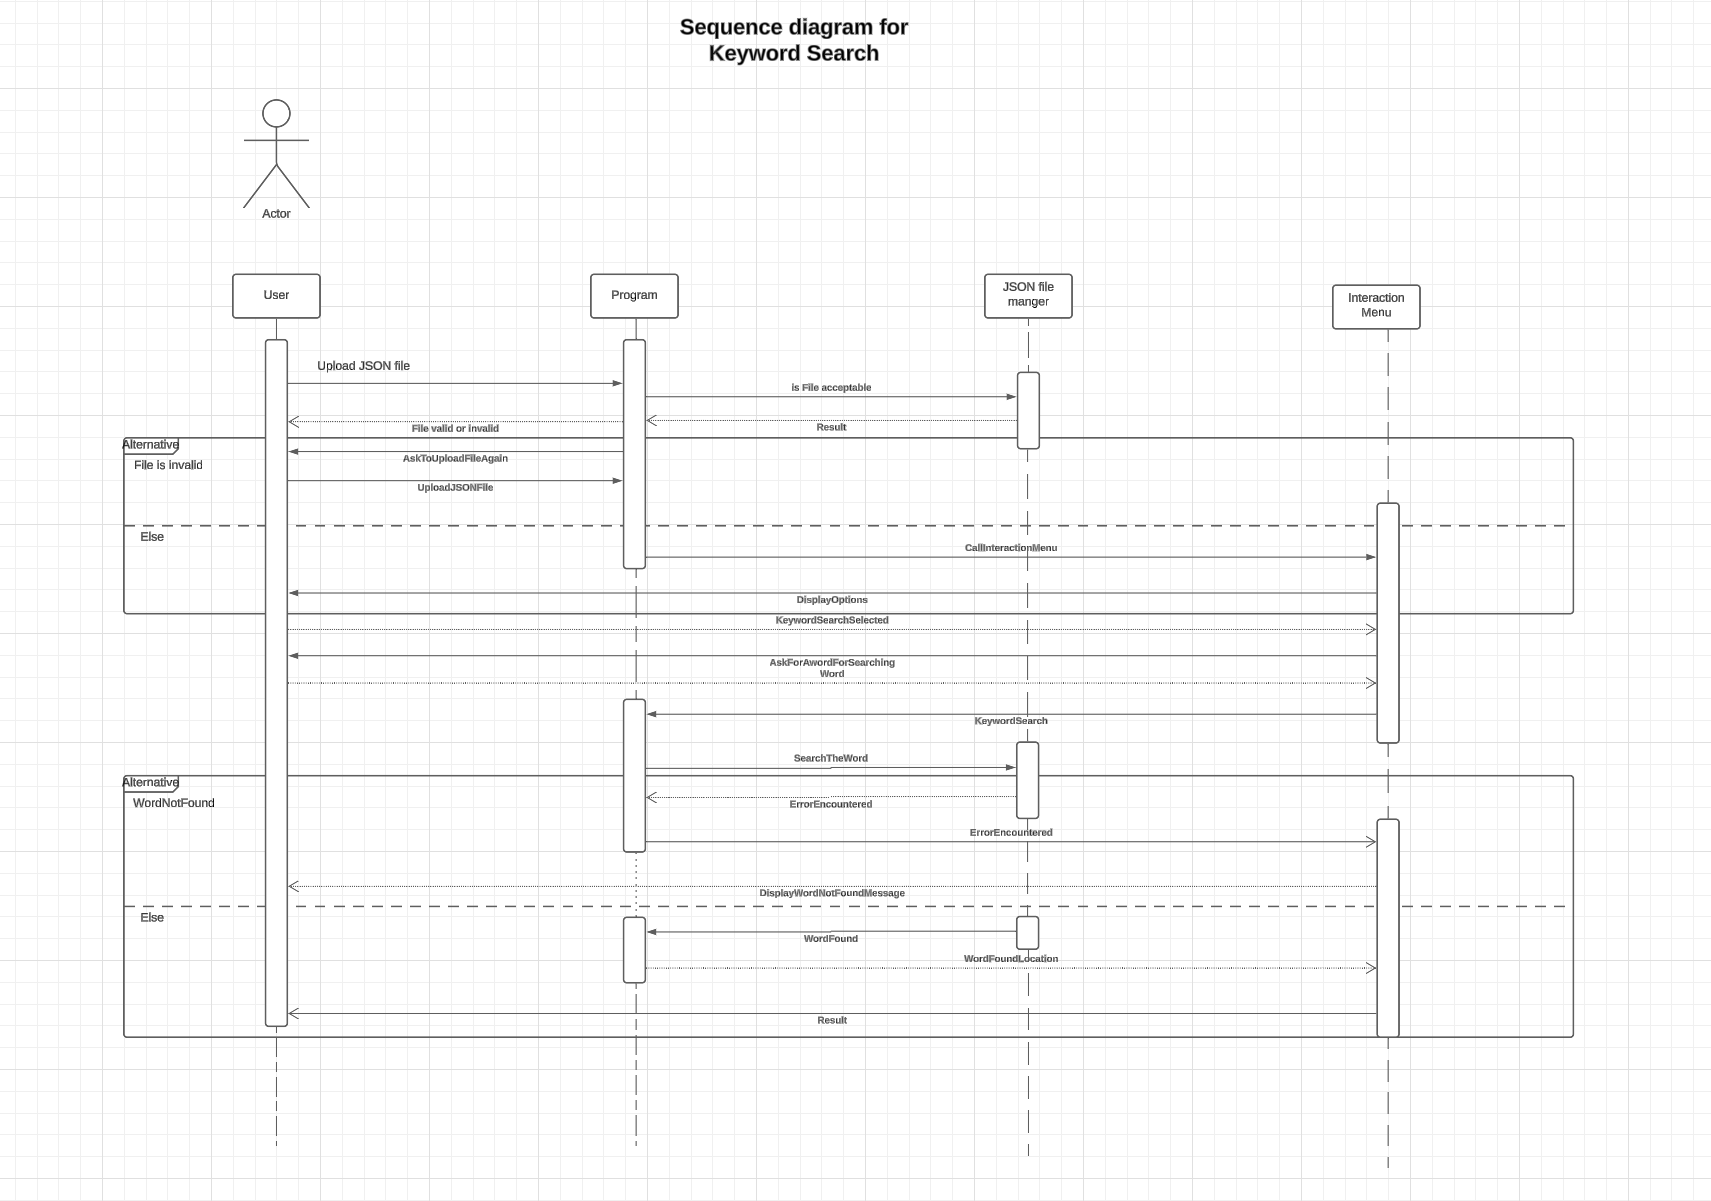 Sequence diagram for
Keyword Search
Actor
User
Program
JSON file
manger
Interaction
Menu
Upload JSON file
is File acceptable
Result
File valid or invalid
Alternative
File is invalid
AskToUploadFileAgain
UploadJSONFile
Else
CallInteractionMenu
DisplayOptions
KeywordSearchSelected
AskForAwordForSearching
Word
KeywordSearch
SearchTheWord
Alternative
WordNotFound
ErrorEncountered
ErrorEncountered
DisplayWordNotFoundMessage
Else
WordFound
WordFoundLocation
Result